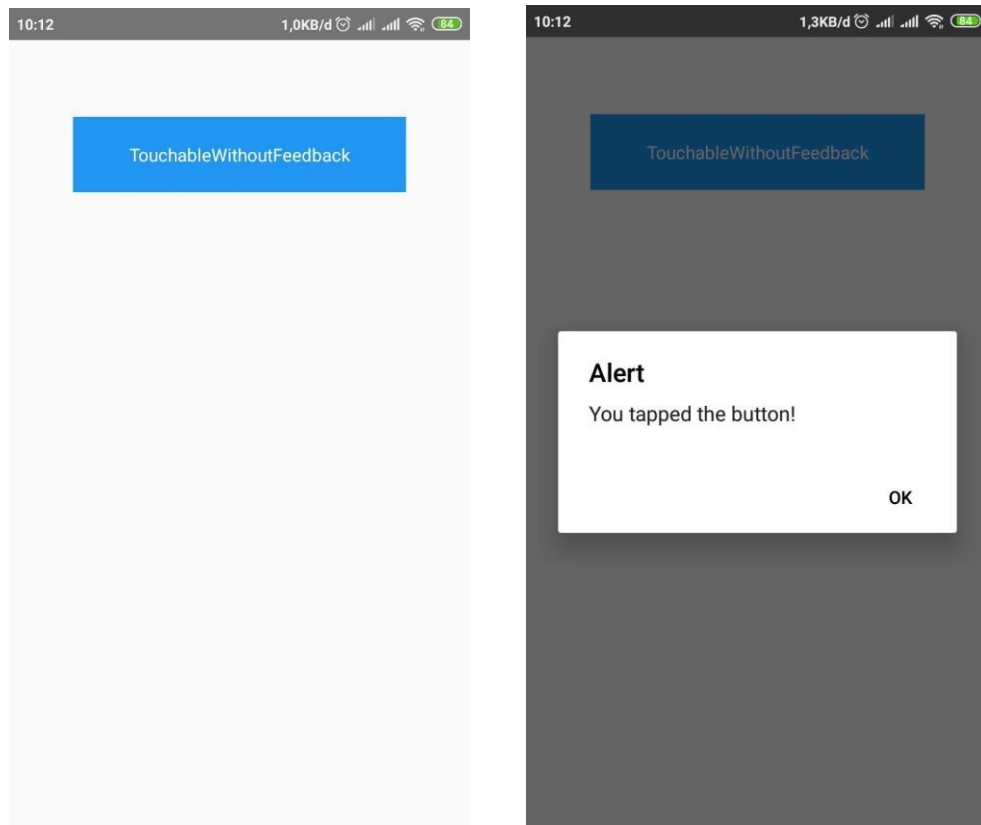 10:12 1,0KB/d 84
TouchableWithoutFeedback
10:12 1,3KB/d 84
TouchableWithoutFeedback
Alert
You tapped the button!
OK